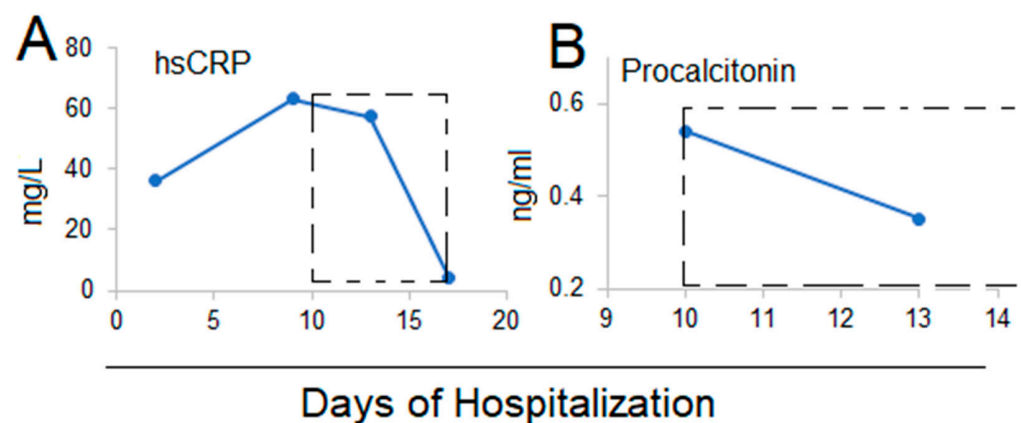 A
hsCRP
mg/L
80
60
40
20
0
0 5 10 15 20
B
Procalcitonin
ng/ml
0.6
0.4
0.2
9 10 11 12 13 14
Days of Hospitalization